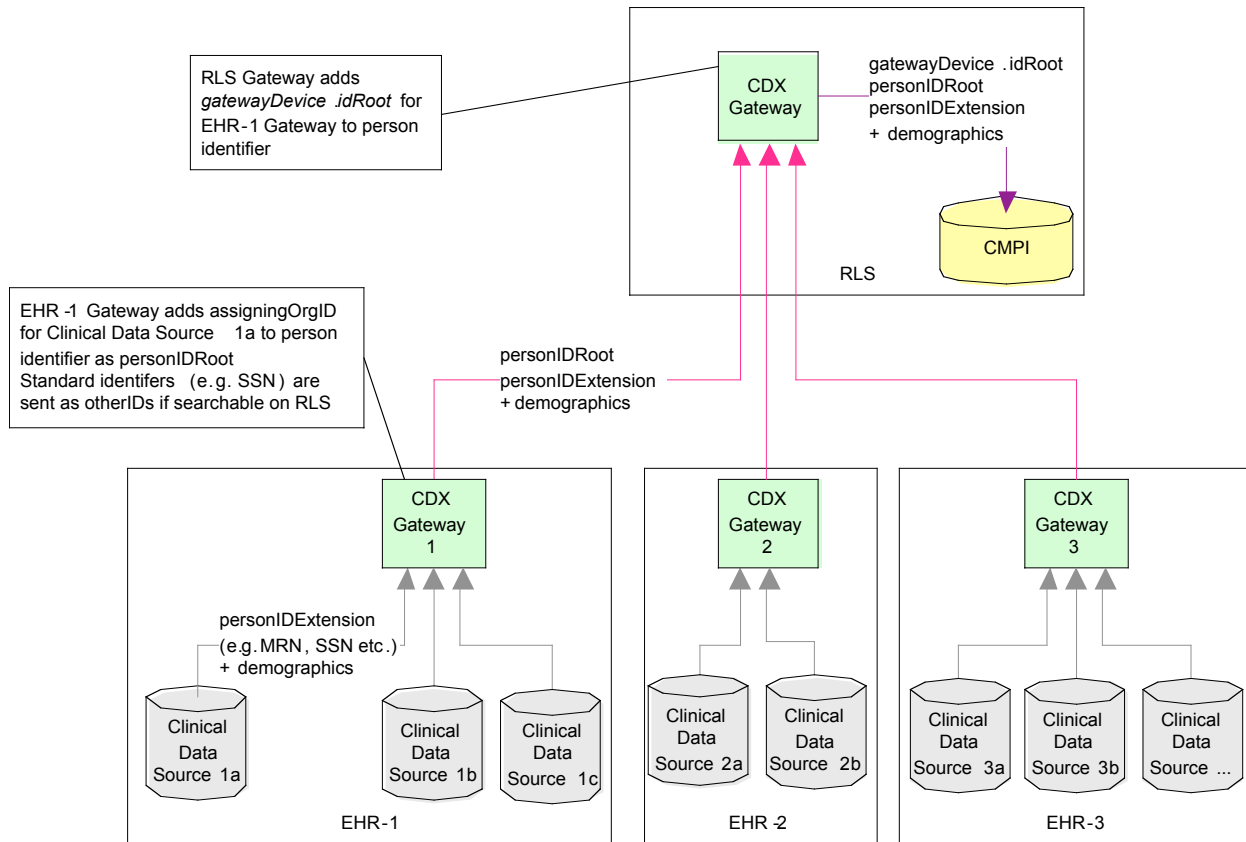 RLS Gateway adds
gatewayDevice .idRoot for
EHR-1 Gateway to person
identifier
CDX
Gateway
gatewayDevice .idRoot
personIDRoot
personIDExtension
+ demographics
CMPI
RLS
EHR -1 Gateway adds assigningOrgID
for Clinical Data Source 1a to person
identifier as personIDRoot
Standard identifers (e.g. SSN) are
sent as otherIDs if searchable on RLS
personIDRoot
personIDExtension
+ demographics
CDX
Gateway
1
personIDExtension
(e.g. MRN, SSN etc.)
+ demographics
Clinical
Data
Source 1a
Clinical
Data
Source 1b
Clinical
Data
Source 1c
EHR-1
CDX
Gateway
2
Clinical
Data
Source 2a
Clinical
Data
Source 2b
EHR -2
CDX
Gateway
3
Clinical
Data
Source 3a
Clinical
Data
Source 3b
Clinical
Data
Source ...
EHR-3